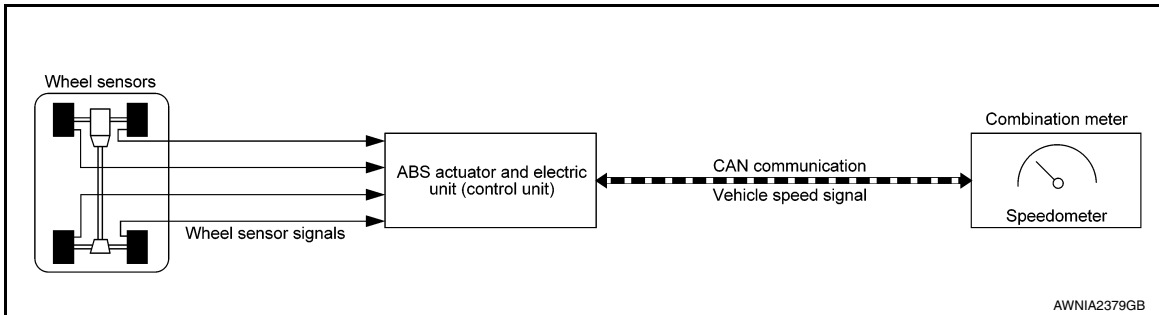 Wheel sensors
Wheel sensor signals
ABS actuator and electric
unit (control unit)
CAN communication
Vehicle speed signal
Combination meter
Speedometer
AWNIA2379GB